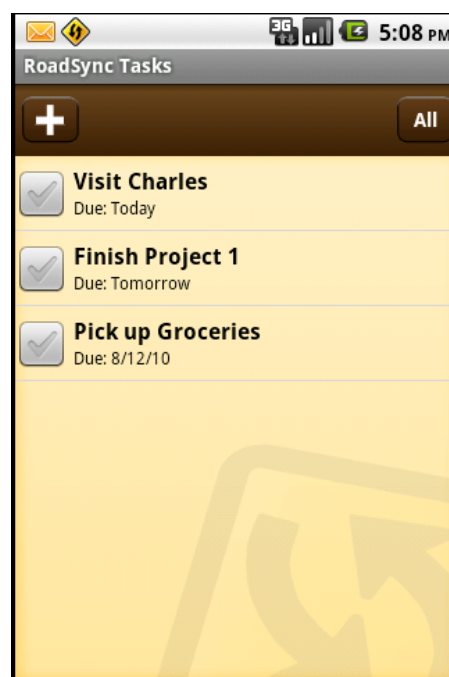 3G 5:08 PM
RoadSync Tasks
All
Visit Charles
Due: Today
Finish Project 1
Due: Tomorrow
Pick up Groceries
Due: 8/12/10